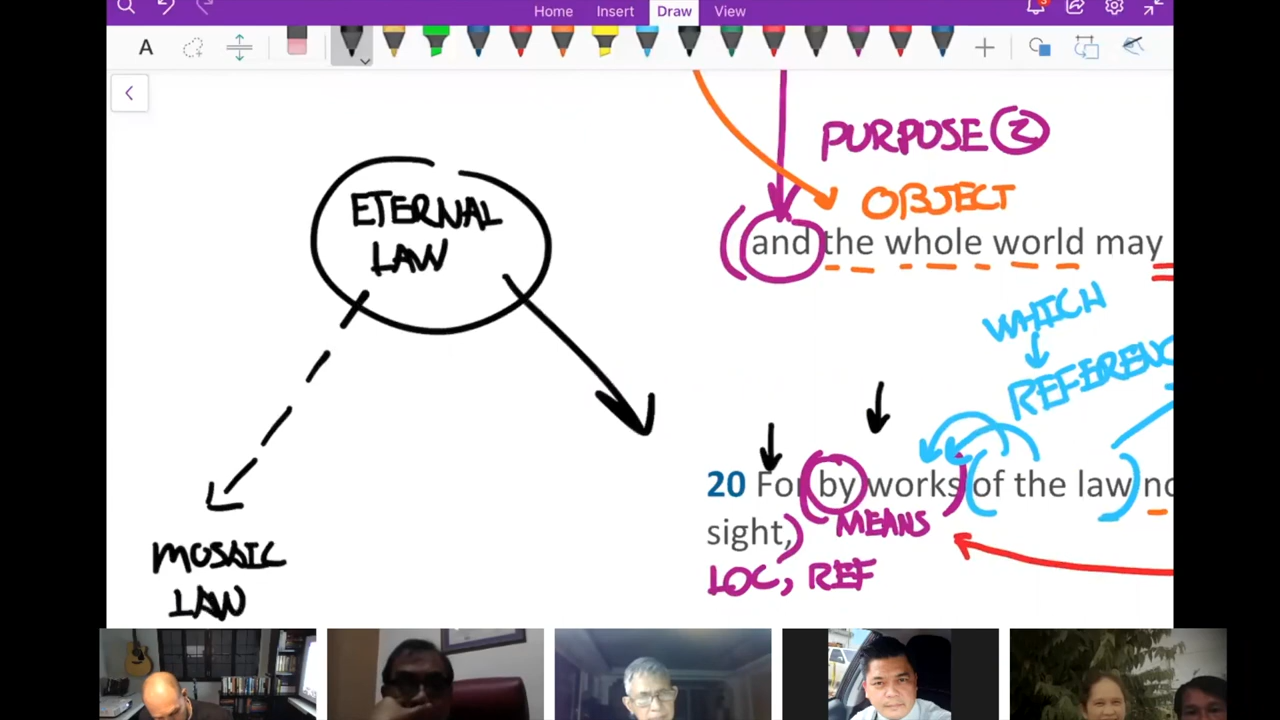 Home Insert Draw View
A
PURPOSE 2
OBJECT
and the whole world may
ETERNAL
LAW
WHICH
REFERENC
20 For by works of the law no
MEANS
sight,
LOC, REF
MOSAIC
LAW